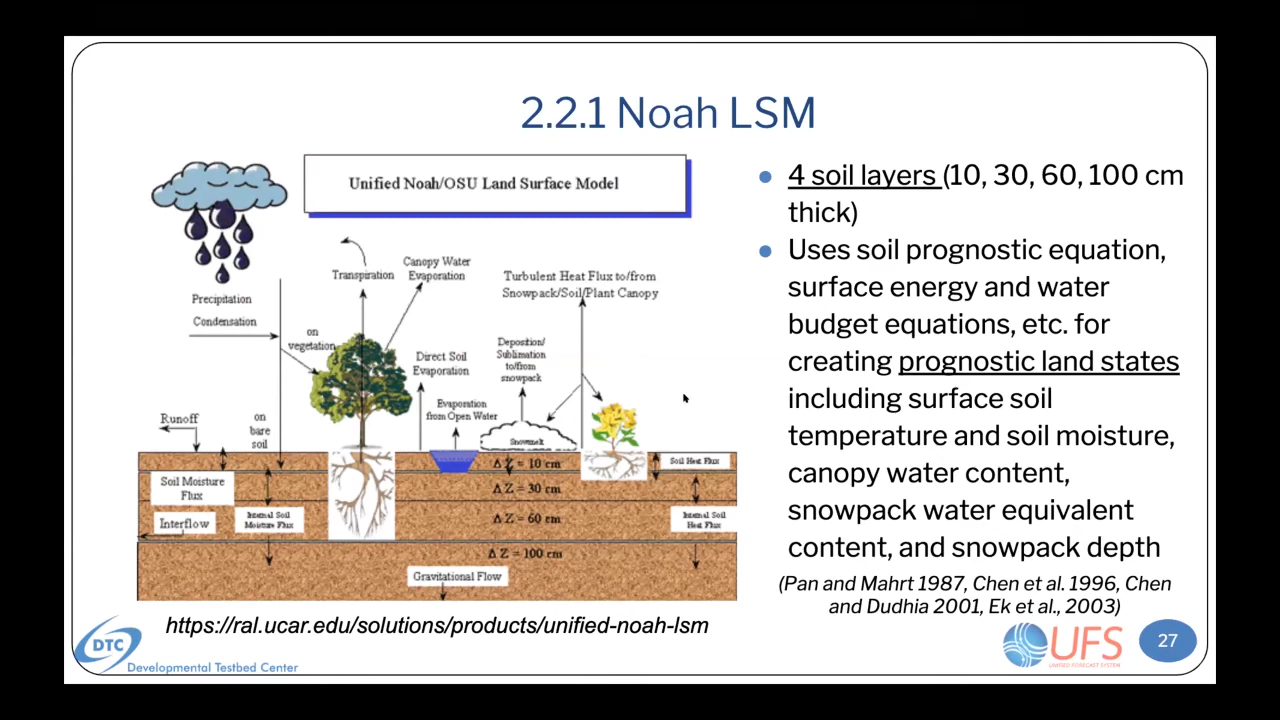 2.2.1 Noah LSM
Unified Noah/OSU Land Surface Model
Precipitation
Condensation
on
vegetation
Transpiration
Canopy Water
Evaporation
Turbulent Heat Flux to/from
Snowpack/Soil/Plant Canopy
Direct Soil
Evaporation
Deposition/
Sublimation
to/from
snowpack
Evaporation
from Open Water
Runoff
on
bare
soil
Snowmelt
Δ Z = 10 cm
Soil Heat Flux
Soil Moisture
Flux
Δ Z = 30 cm
Interflow
Internal Soil
Moisture Flux
Δ Z = 60 cm
Internal Soil
Heat Flux
Δ Z = 100 cm
Gravitational Flow
https://ral.ucar.edu/solutions/products/unified-noah-lsm
● 4 soil layers (10, 30, 60, 100 cm
thick)
● Uses soil prognostic equation,
surface energy and water
budget equations, etc. for
creating prognostic land states
including surface soil
temperature and soil moisture,
canopy water content,
snowpack water equivalent
content, and snowpack depth
(Pan and Mahrt 1987, Chen et al. 1996, Chen
and Dudhia 2001, Ek et al., 2003)
DTC
Developmental Testbed Center
UFS
UNIFIED FORECAST SYSTEM
27